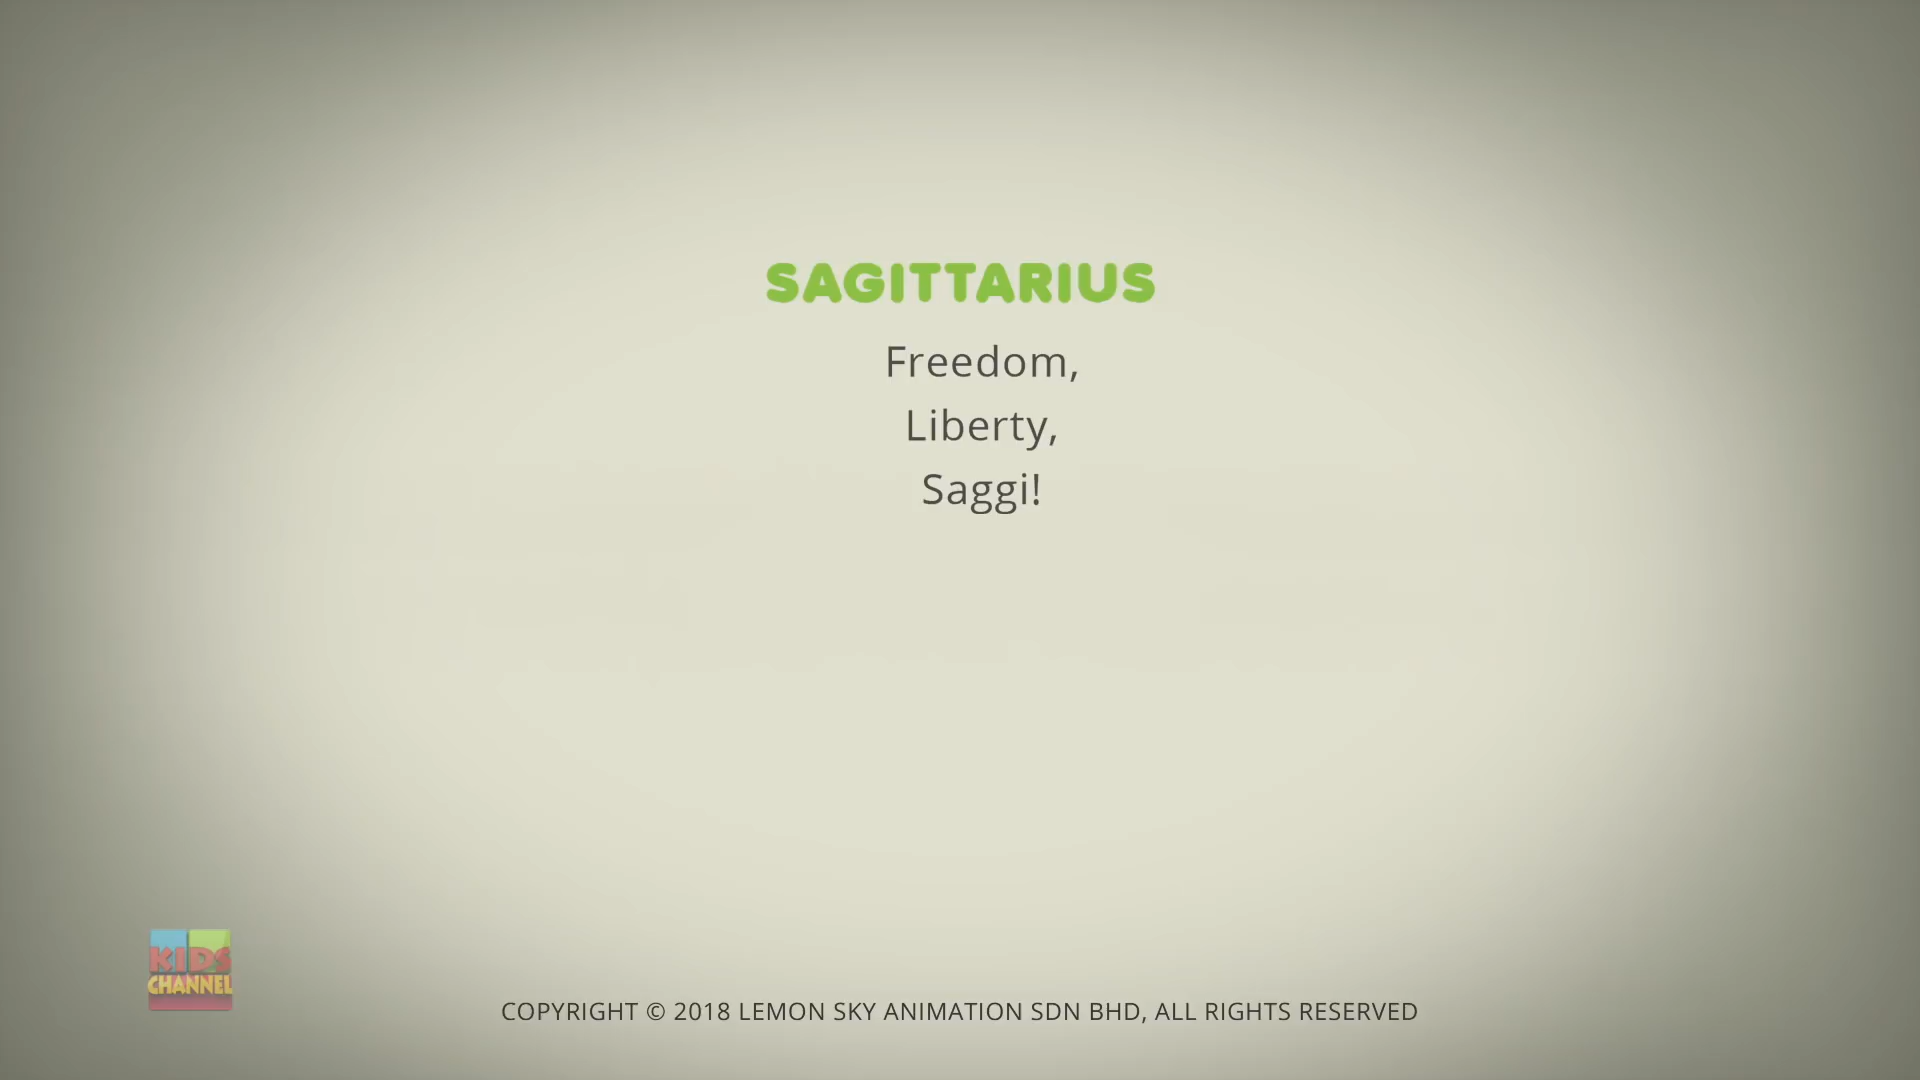 SAGITTARIUS
Freedom,
Liberty,
Saggi!
KIDS
CHANNEL
COPYRIGHT © 2018 LEMON SKY ANIMATION SDN BHD, ALL RIGHTS RESERVED